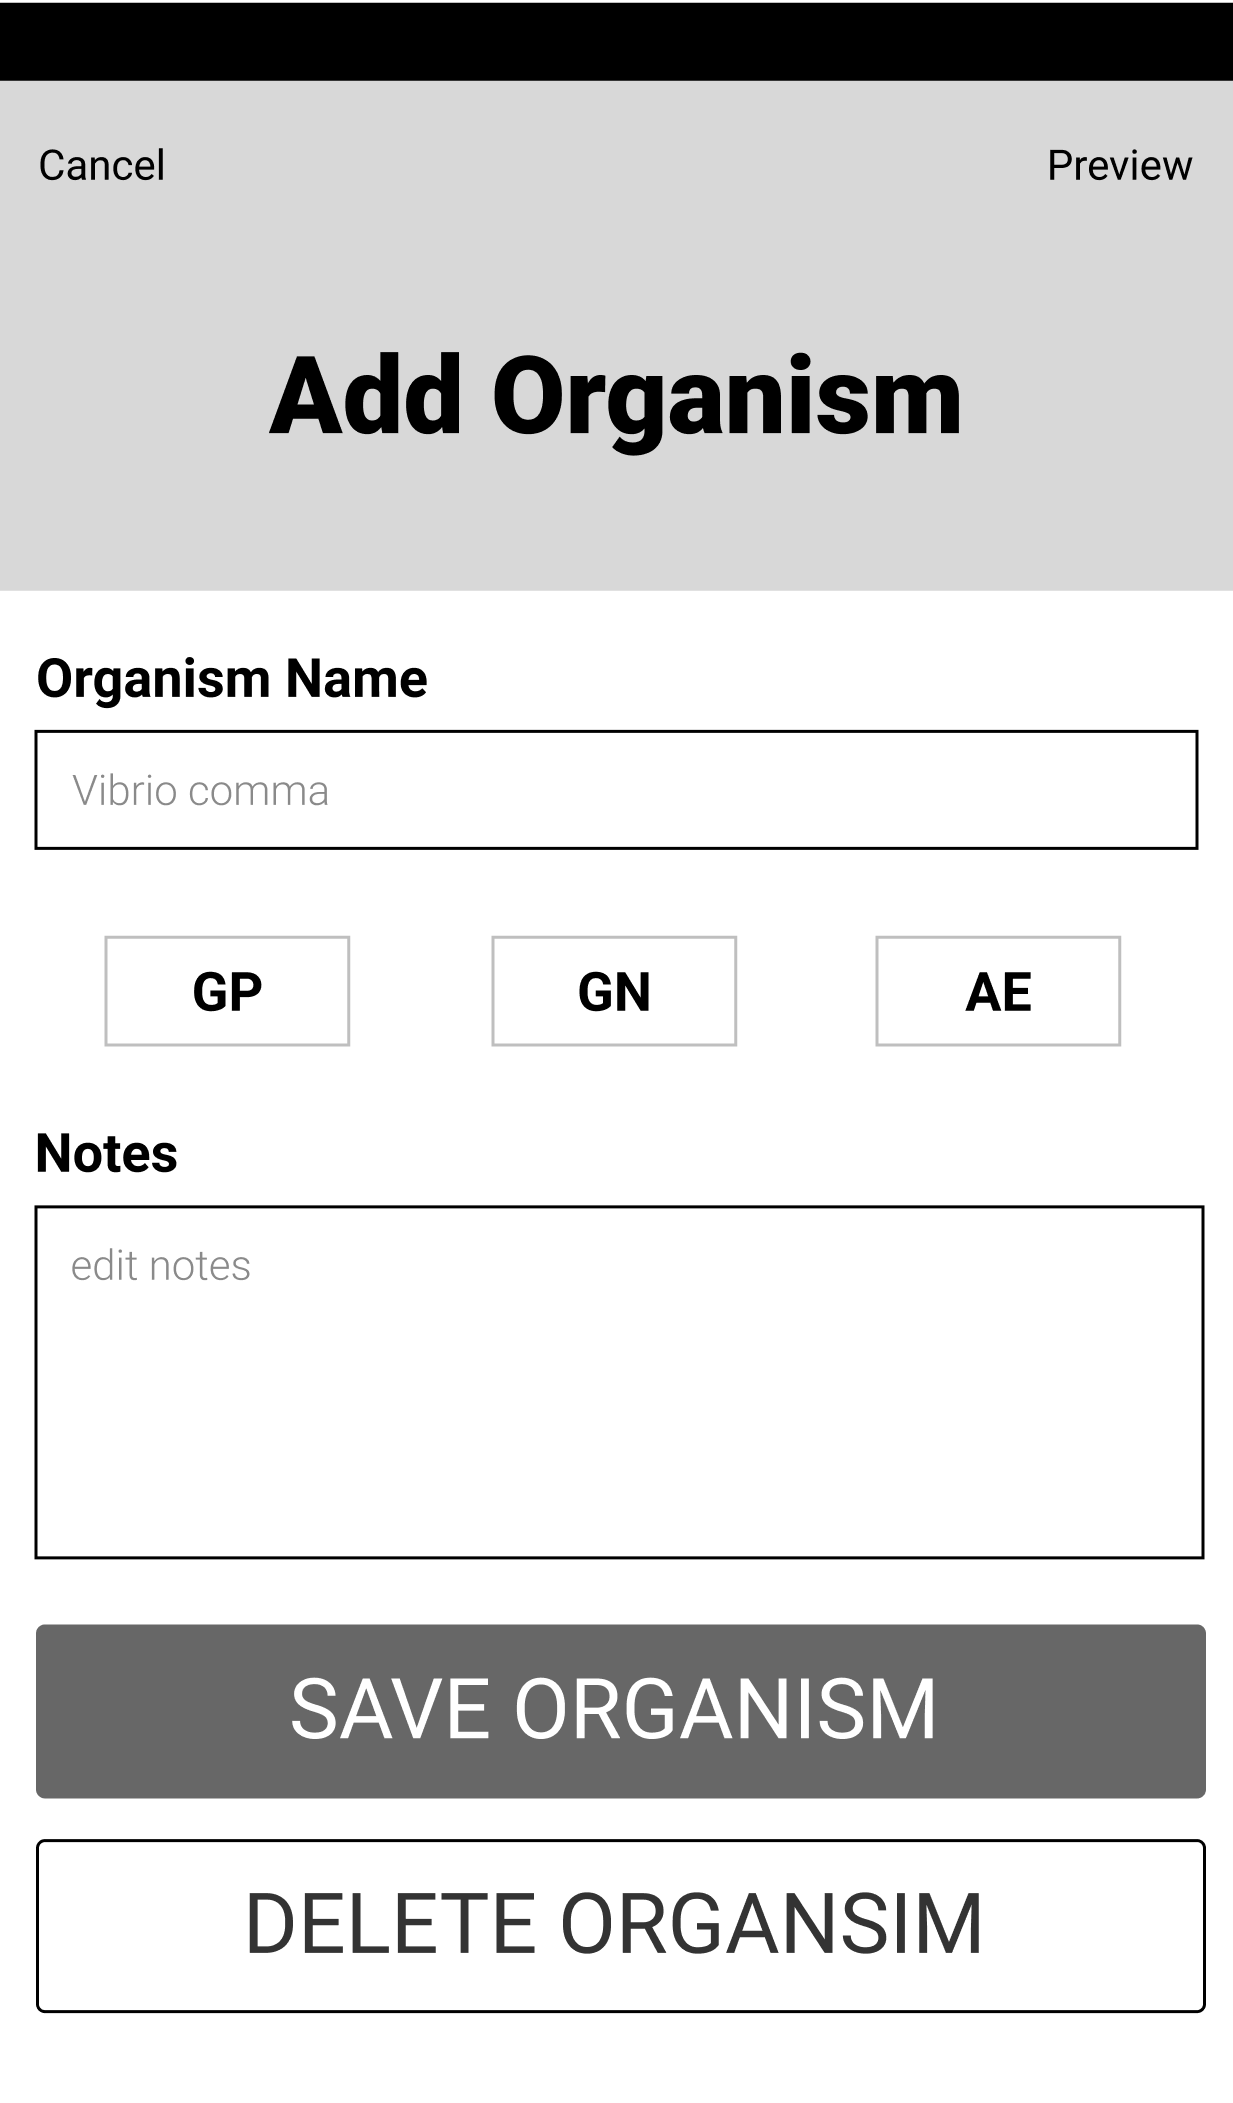 Cancel
Preview
Add Organism
Organism Name
Vibrio comma
GP
GN
AE
Notes
edit notes
SAVE ORGANISM
DELETE ORGANSIM